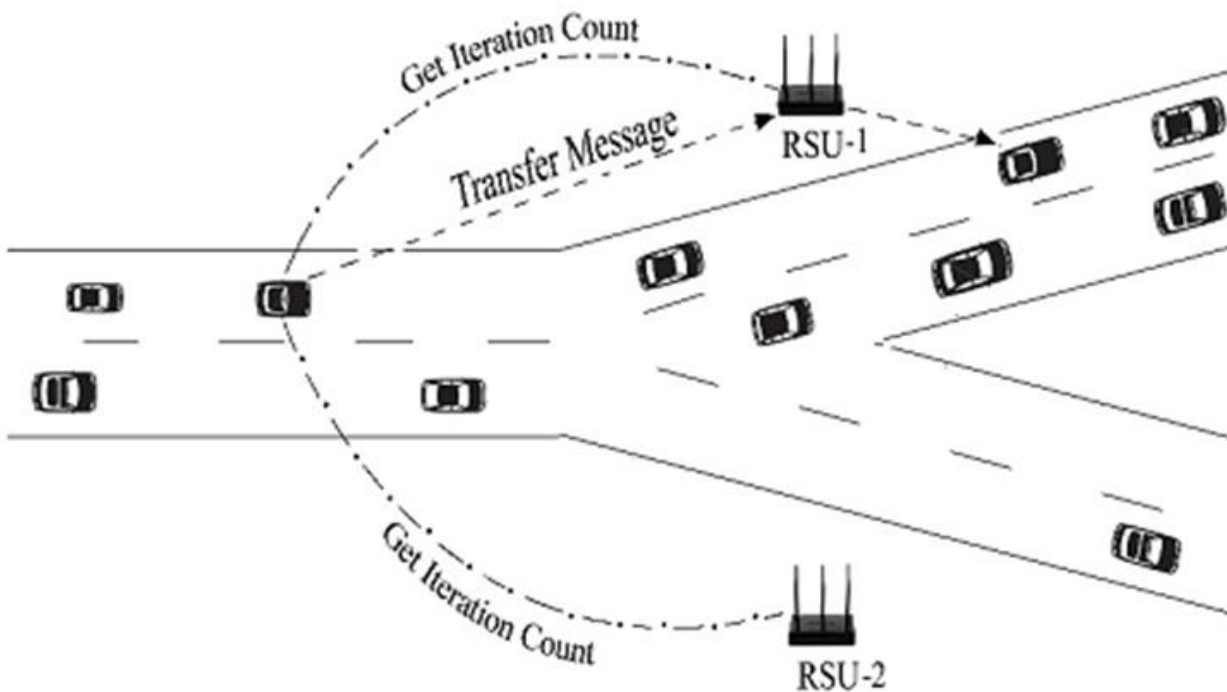 Get Iteration Count
Transfer Message
RSU-1
Get Iteration Count
RSU-2